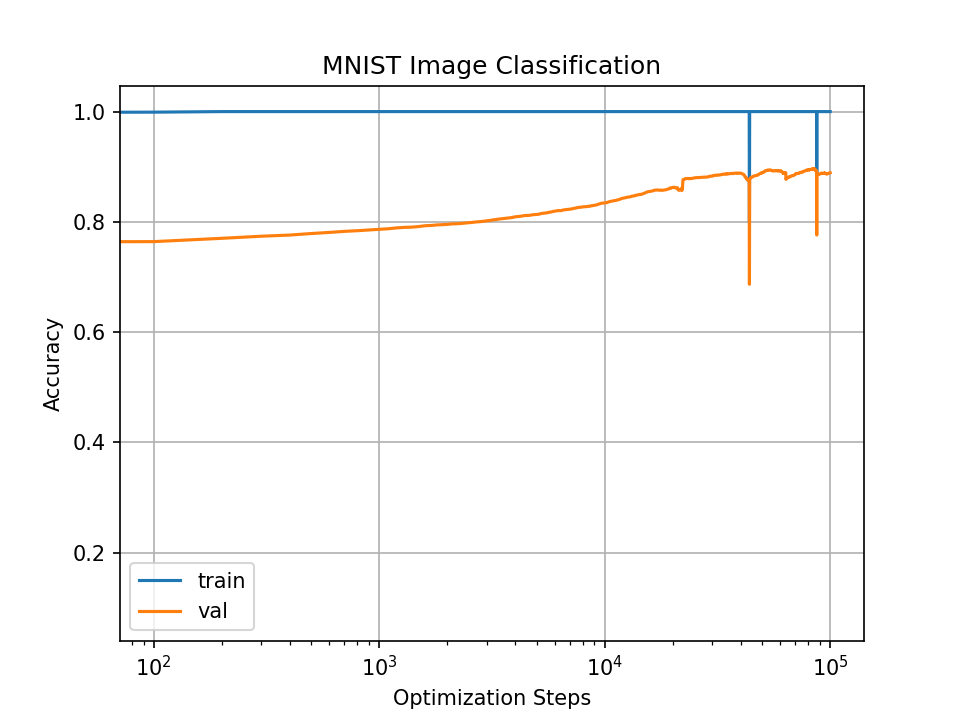 MNIST Image Classification
1.0
0.8
0.6
0.4
0.2
Accuracy
train
val
10²
10³
10⁴
10⁵
Optimization Steps